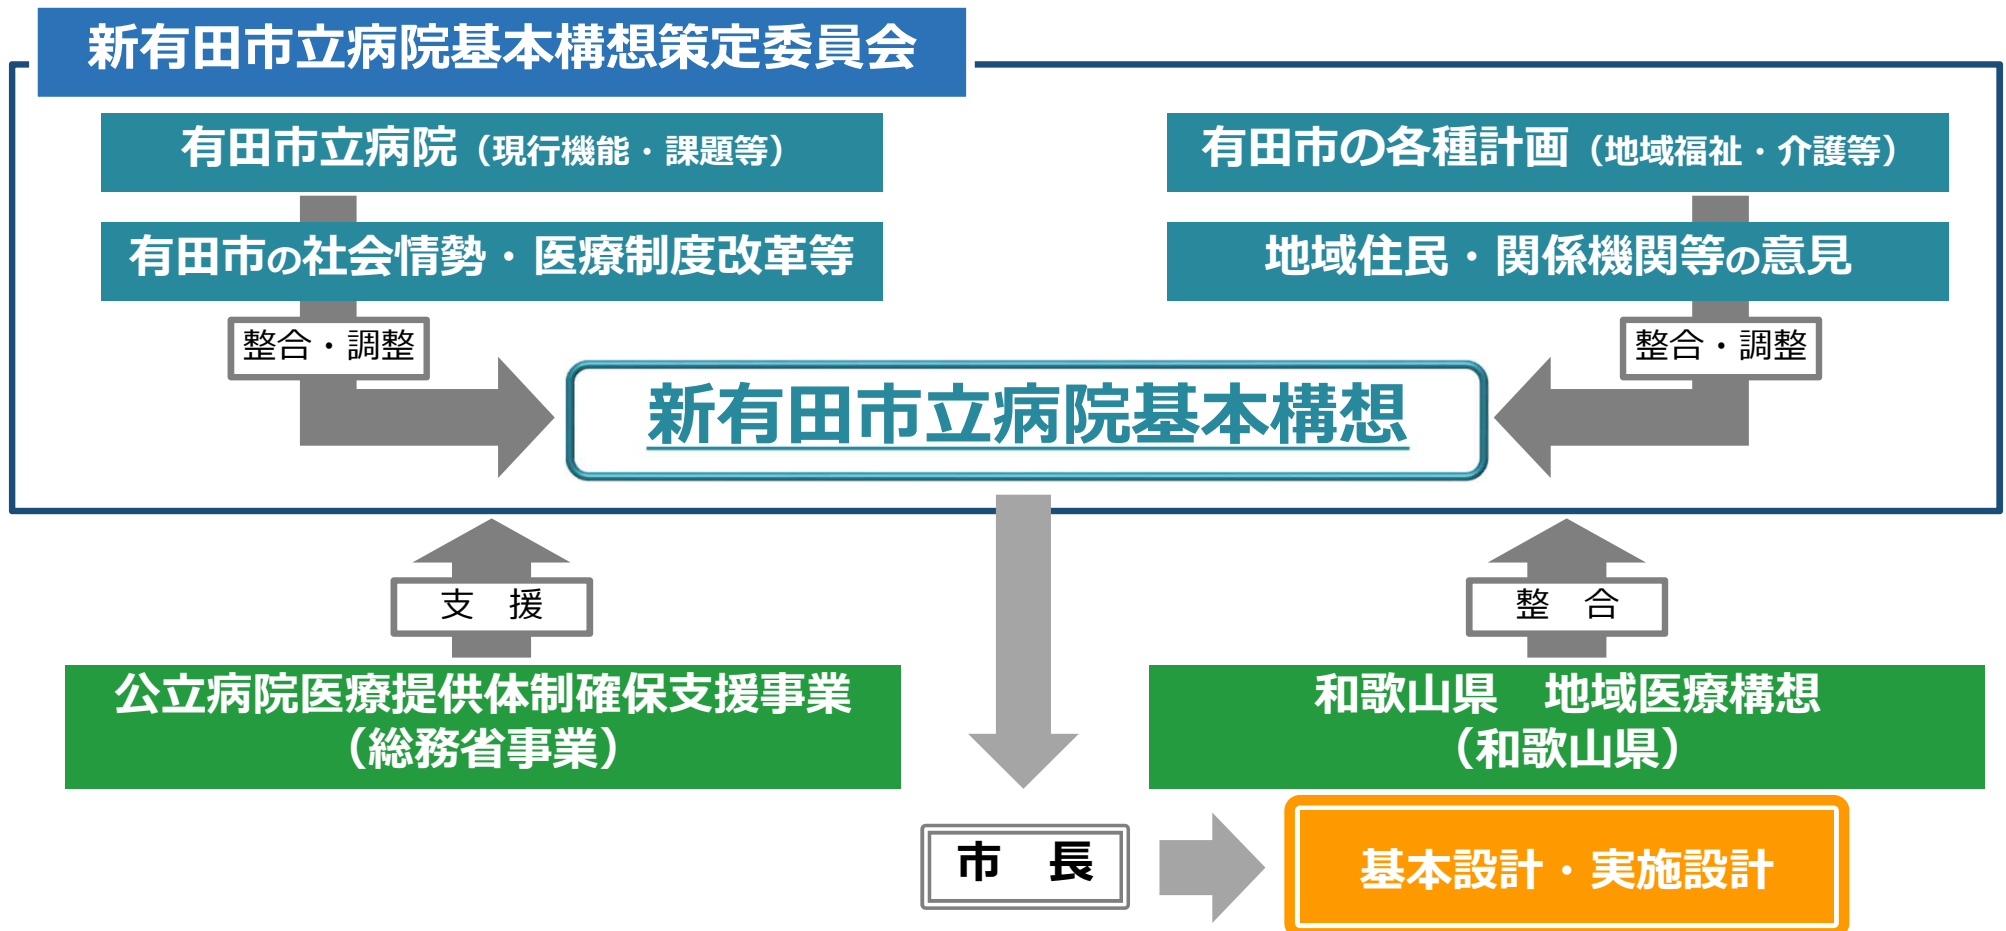 新有田市立病院基本構想策定委員会
有田市立病院（現行機能・課題等）
有田市の社会情勢・医療制度改革等
整合・調整
有田市の各種計画（地域福祉・介護等）
地域住民・関係機関等の意見
整合・調整
新有田市立病院基本構想
支　援
公立病院医療提供体制確保支援事業
（総務省事業）
整　合
和歌山県　地域医療構想
（和歌山県）
市　長
基本設計・実施設計